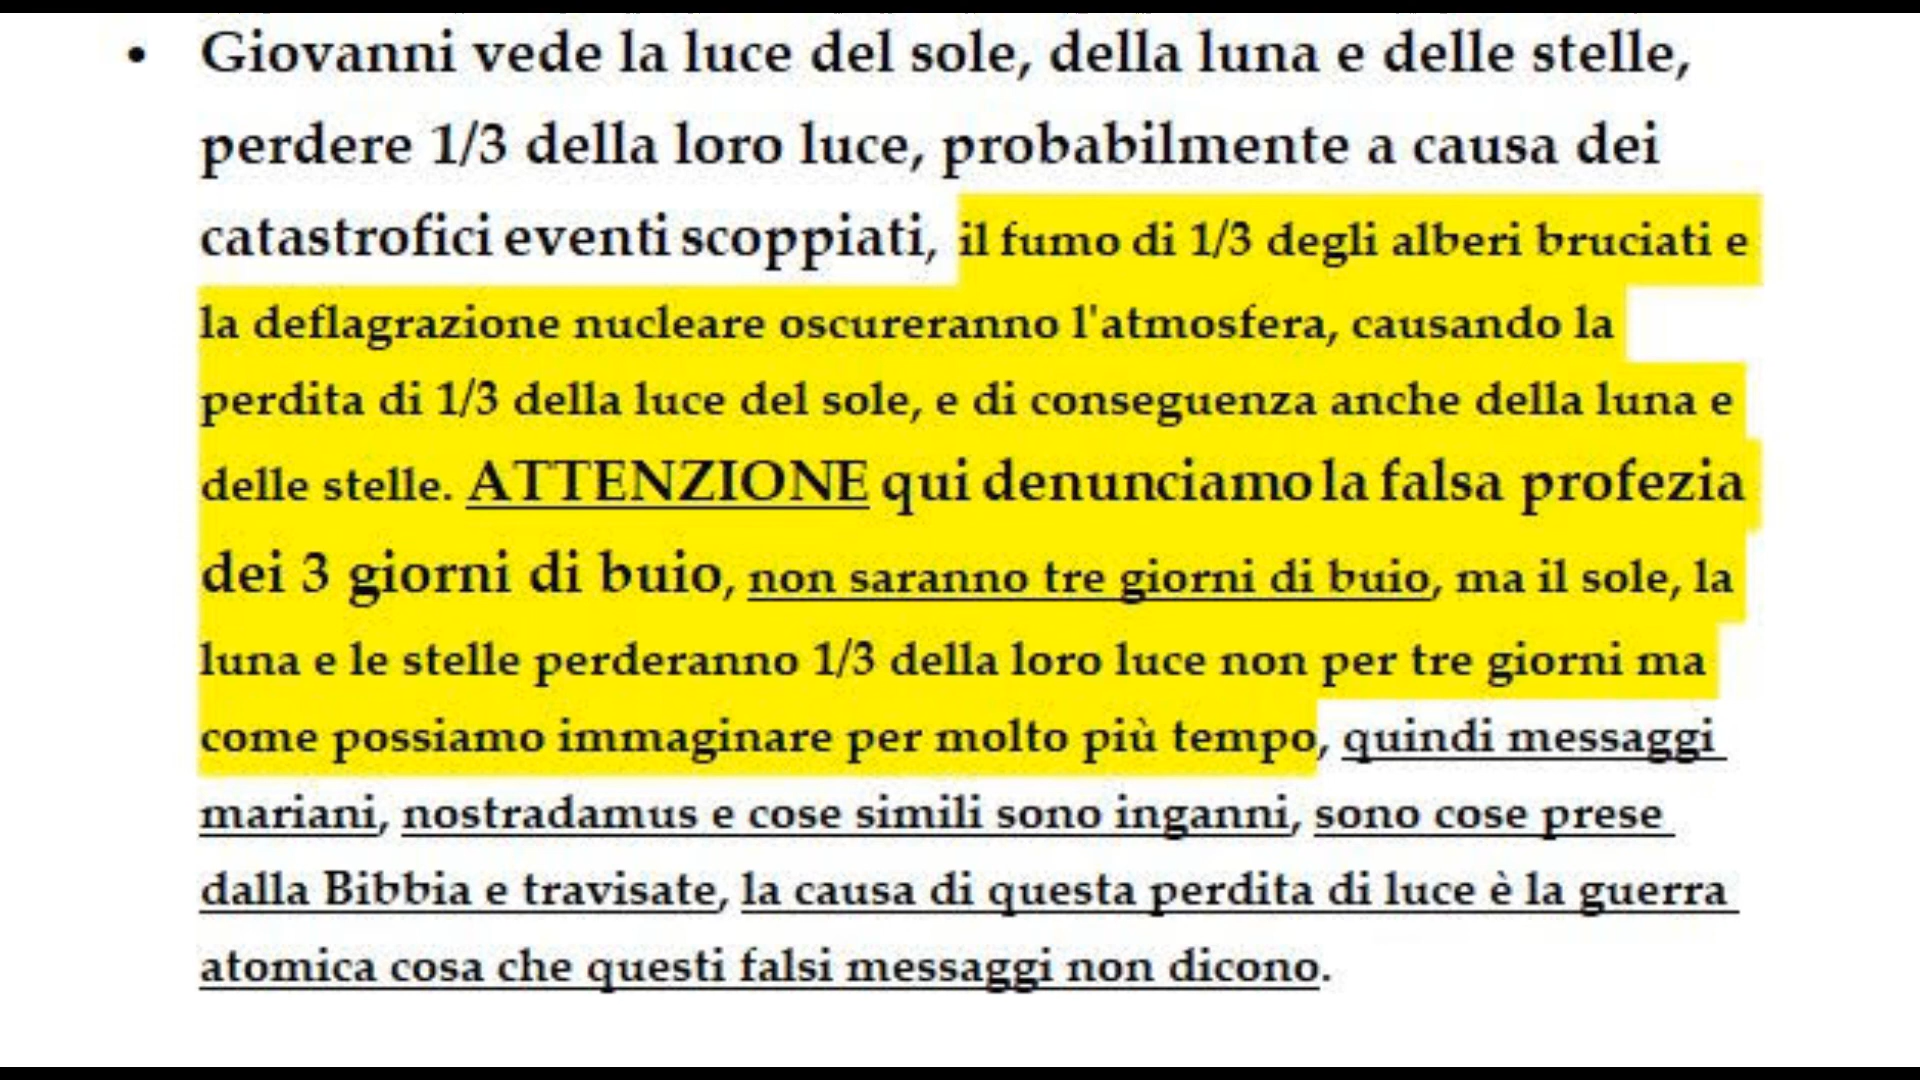 • Giovanni vede la luce del sole, della luna e delle stelle,
perdere 1/3 della loro luce, probabilmente a causa dei
catastrofici eventi scoppiati, il fumo di 1/3 degli alberi bruciati e
la deflagrazione nucleare oscureranno l'atmosfera, causando la
perdita di 1/3 della luce del sole, e di conseguenza anche della luna e
delle stelle. ATTENZIONE qui denunciamo la falsa profezia
dei 3 giorni di buio, non saranno tre giorni di buio, ma il sole, la
luna e le stelle perderanno 1/3 della loro luce non per tre giorni ma
come possiamo immaginare per molto più tempo, quindi messaggi
mariani, nostradamus e cose simili sono inganni, sono cose prese
dalla Bibbia e travisate, la causa di questa perdita di luce è la guerra
atomica cosa che questi falsi messaggi non dicono.